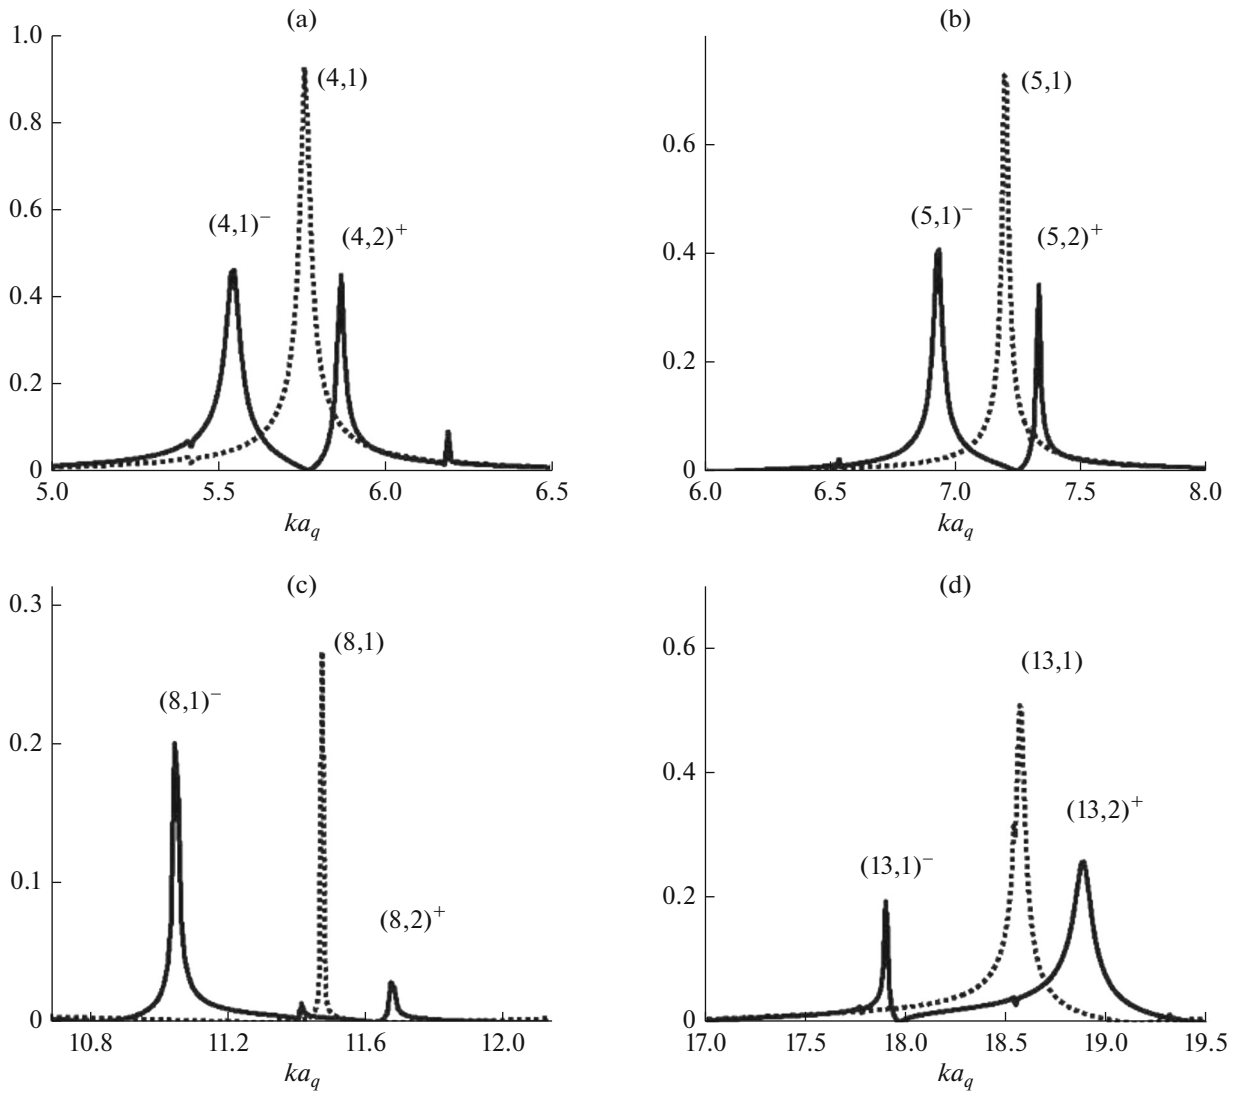 (a)
1.0
0.8
0.6
0.4
0.2
0
(4,1)
(4,1)⁻
(4,2)⁺
5.0 5.5 6.0 6.5
ka_q
(b)
0.6
0.4
0.2
0
(5,1)
(5,1)⁻
(5,2)⁺
6.0 6.5 7.0 7.5 8.0
ka_q
(c)
0.3
0.2
0.1
0
(8,1)
(8,1)⁻
(8,2)⁺
10.8 11.2 11.6 12.0
ka_q
(d)
0.6
0.4
0.2
0
(13,1)
(13,2)⁺
(13,1)⁻
17.0 17.5 18.0 18.5 19.0 19.5
ka_q